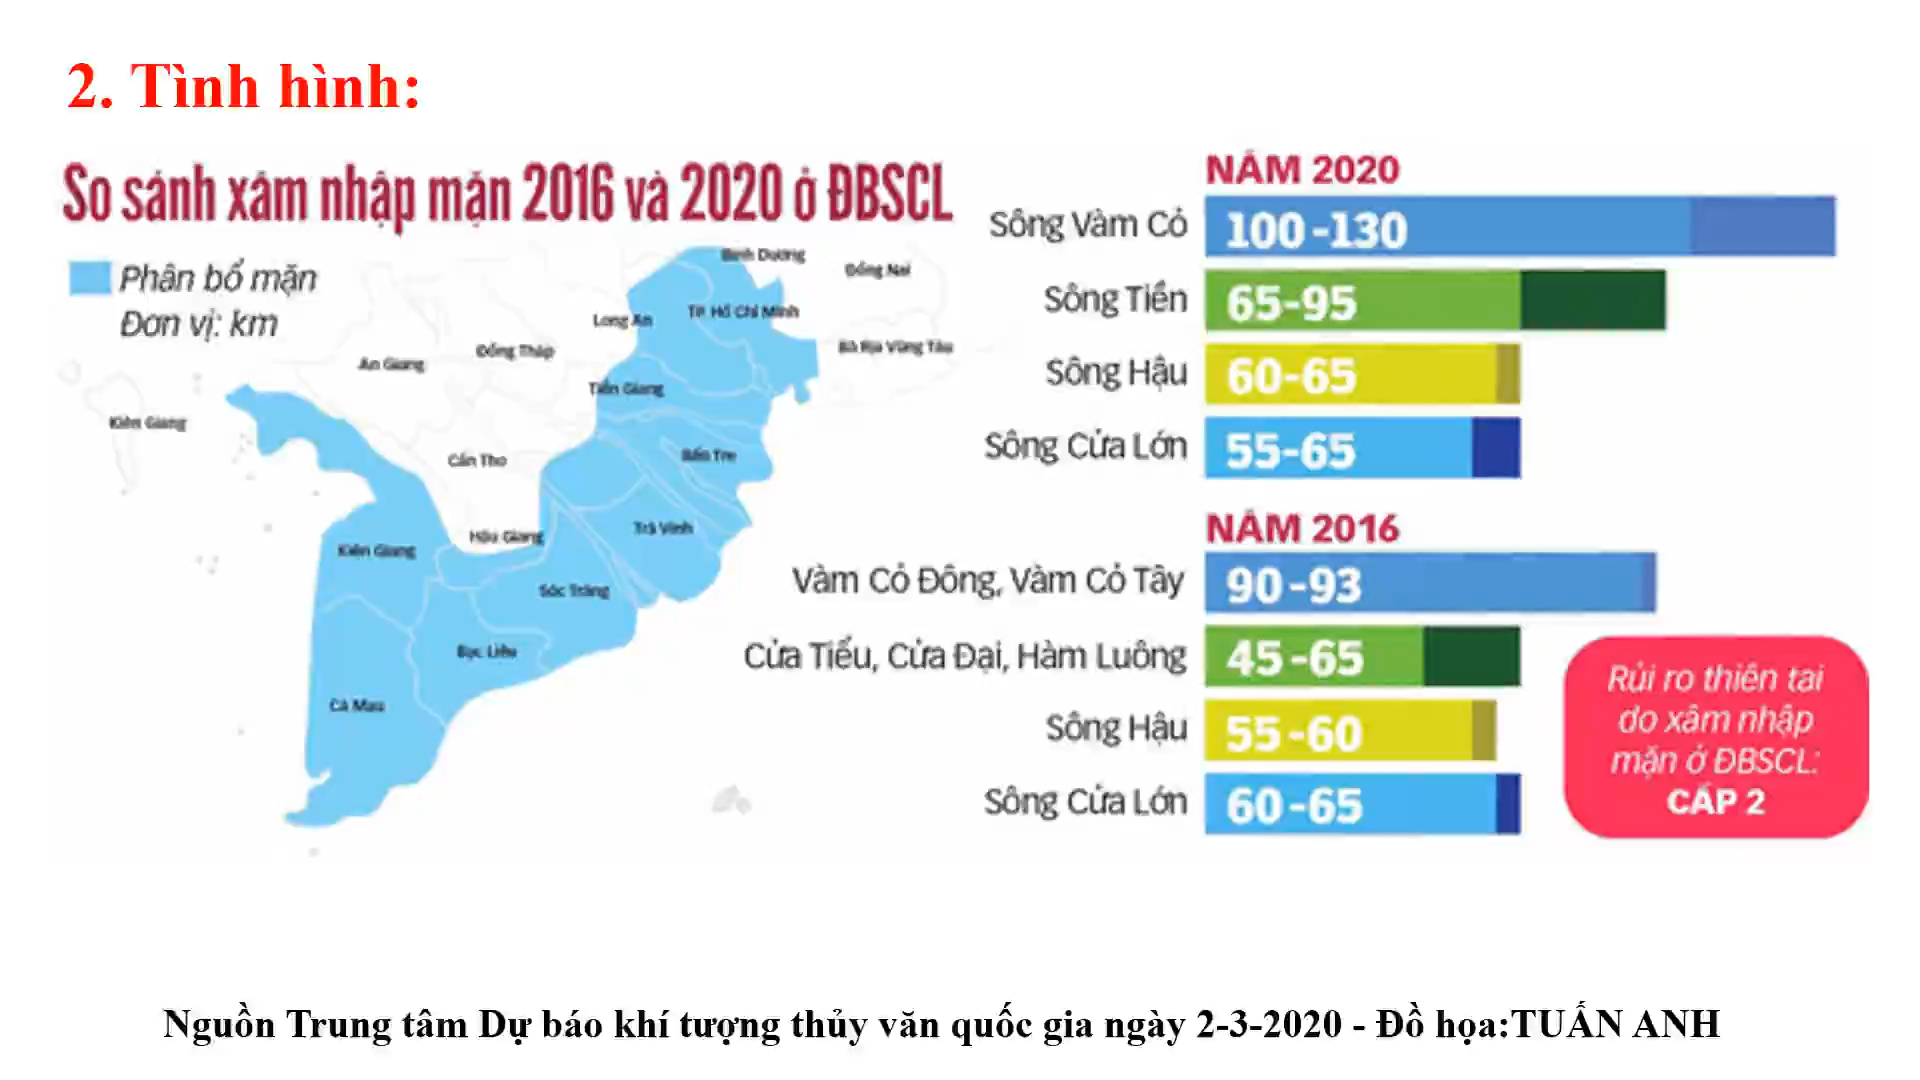 2. Tình hình:
So sánh xâm nhập mặn 2016 và 2020 ở ĐBSCL
Phân bố mặn
Đơn vị: km
Bình Dương
Đồng Nai
Long An
TP. Hồ Chí Minh
Bà Rịa Vũng Tàu
An Giang
Đồng Tháp
Tiền Giang
Kiên Giang
Cần Thơ
Bến Tre
Hậu Giang
Trà Vinh
Kiên Giang
Sóc Trăng
Bạc Liêu
Cà Mau
NĂM 2020
Sông Vàm Cỏ 100-130
Sông Tiền 65-95
Sông Hậu 60-65
Sông Cửa Lớn 55-65
NĂM 2016
Vàm Cỏ Đông, Vàm Cỏ Tây 90-93
Cửa Tiểu, Cửa Đại, Hàm Luông 45-65
Sông Hậu 55-60
Sông Cửa Lớn 60-65
Rủi ro thiên tai
do xâm nhập
mặn ở ĐBSCL:
CẤP 2
Nguồn Trung tâm Dự báo khí tượng thủy văn quốc gia ngày 2-3-2020 - Đồ họa:TUẤN ANH